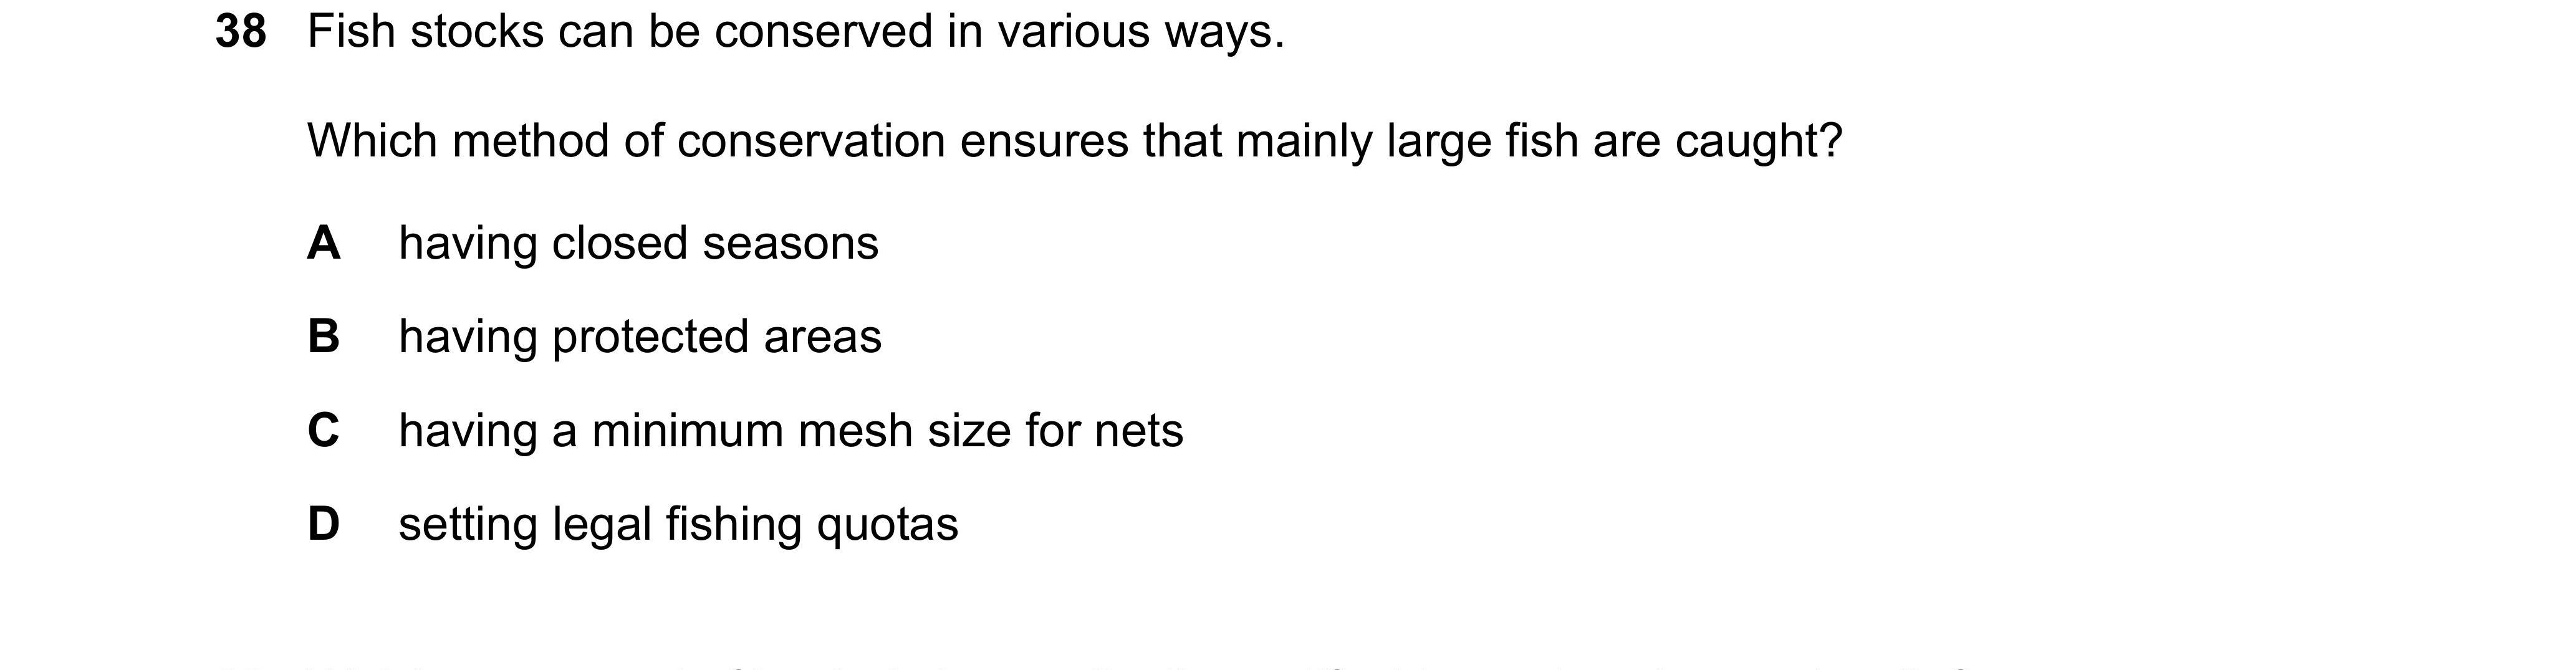 38 Fish stocks can be conserved in various ways.
Which method of conservation ensures that mainly large fish are caught?
A having closed seasons
B having protected areas
C having a minimum mesh size for nets
D setting legal fishing quotas